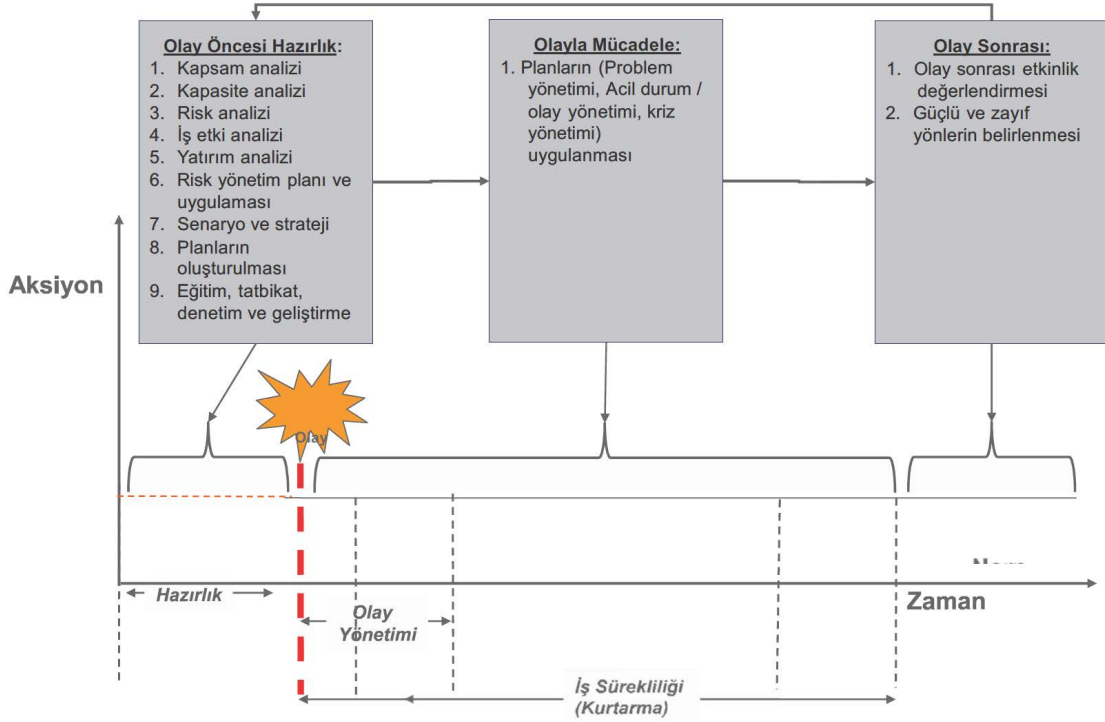 Olay Öncesi Hazırlık:
1. Kapsam analizi
2. Kapasite analizi
3. Risk analizi
4. İş etki analizi
5. Yatırım analizi
6. Risk yönetim planı ve
uygulaması
7. Senaryo ve strateji
8. Planların
oluşturulması
9. Eğitim, tatbikat,
denetim ve geliştirme
Olayla Mücadele:
1. Planların (Problem
yönetimi, Acil durum /
olay yönetimi, kriz
yönetimi)
uygulanması
Olay Sonrası:
1. Olay sonrası etkinlik
değerlendirmesi
2. Güçlü ve zayıf
yönlerin belirlenmesi
Aksiyon
Olay
Zaman
Hazırlık
Olay
Yönetimi
İş Sürekliliği
(Kurtarma)